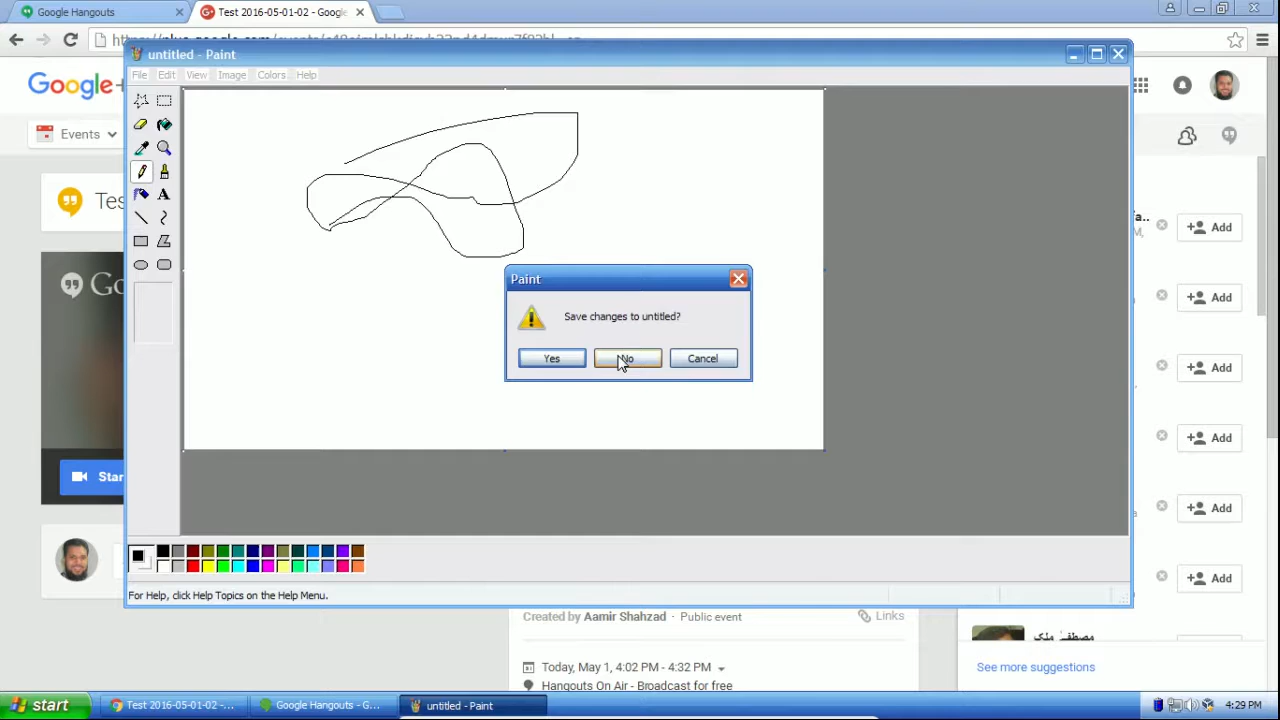 Google Hangouts
Test 2016-05-01-02 - Google
untitled - Paint
File Edit View Image Colors Help
Google+
Events
Add
Add
Add
Add
Add
Add
Paint
Save changes to untitled?
Yes No Cancel
For Help, click Help Topics on the Help Menu.
Created by Aamir Shahzad · Public event
Links
مصطفیٰ ملک
Today, May 1, 4:02 PM - 4:32 PM
See more suggestions
Hangouts On Air - Broadcast for free
start
Test 2016-05-01-02 -...
Google Hangouts - G...
untitled - Paint
4:29 PM